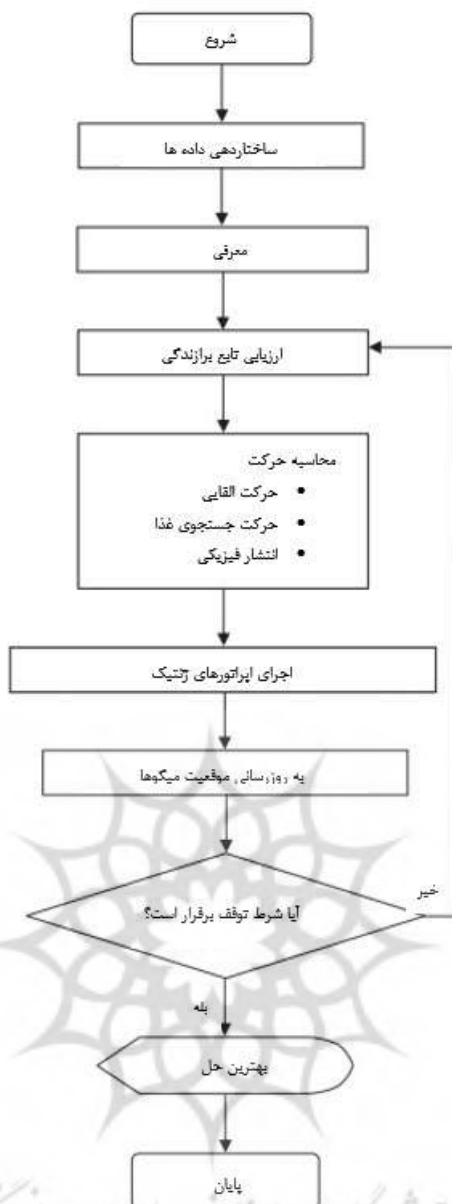 شروع
ساختاردهی داده ها
معرفی
ارزیابی تابع برازندگی
محاسبه حرکت
• حرکت القایی
• حرکت جستجوی غذا
• انتشار فیزیکی
اجرای اپراتورهای ژنتیک
به روزرسانی موقعیت میگوها
آیا شرط توقف برقرار است؟
خیر
بله
بهترین حل
پایان